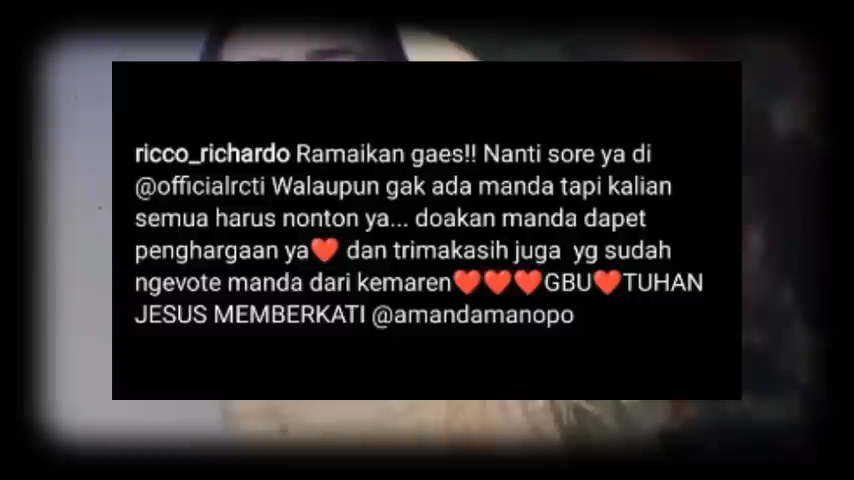 ricco_richardo Ramaikan gaes!! Nanti sore ya di
@officialrcti Walaupun gak ada manda tapi kalian
semua harus nonton ya... doakan manda dapet
penghargaan ya❤️ dan trimakasih juga yg sudah
ngevote manda dari kemaren❤️❤️❤️GBU❤️TUHAN
JESUS MEMBERKATI @amandamanopo